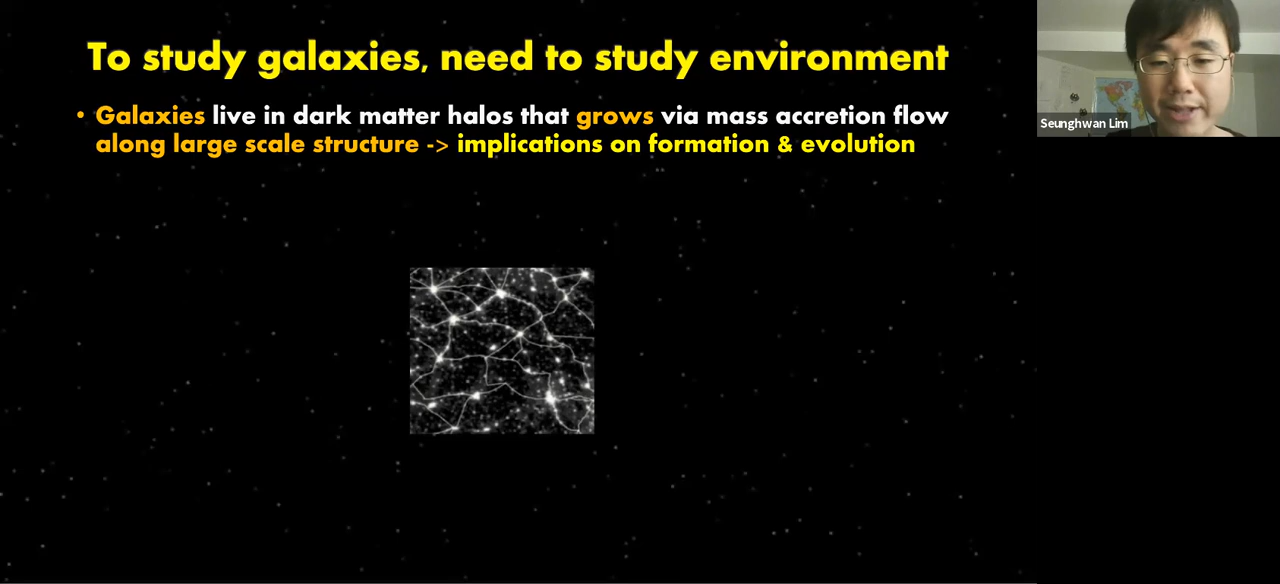 To study galaxies, need to study environment
• Galaxies live in dark matter halos that grows via mass accretion flow
along large scale structure -> implications on formation & evolution
Seunghwan Lim